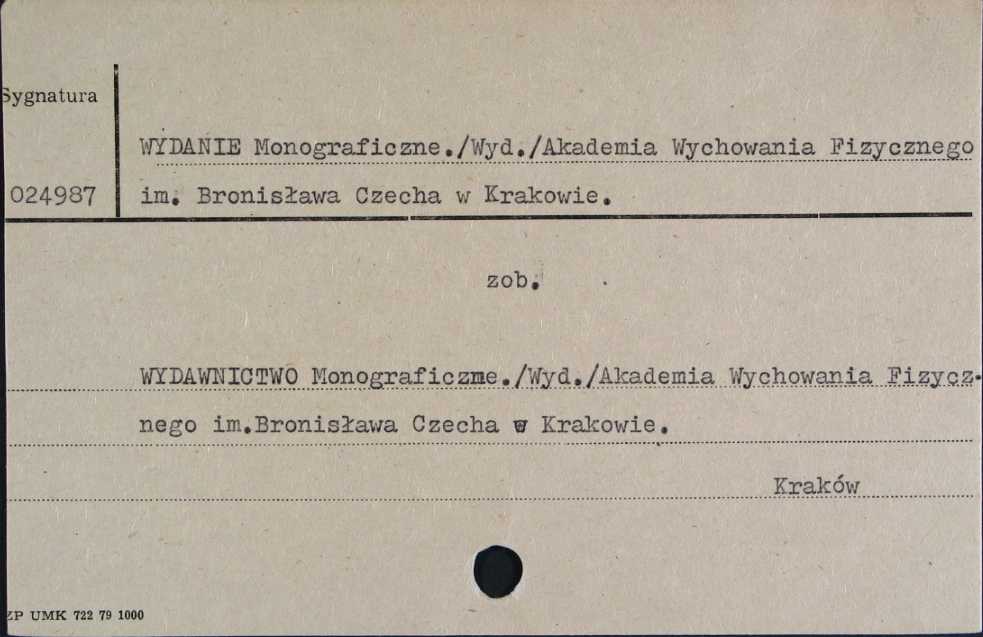 Sygnatura
WYDANIE Monograficzne./Wyd./Akademia Wychowania Fizycznego
024987 im. Bronisława Czecha w Krakowie.
zob.
WYDAWNICTWO Monograficzne./Wyd./Akademia Wychowania Fizycz-
nego im.Bronisława Czecha w Krakowie.
Kraków
ZP UMK 722 79 1000